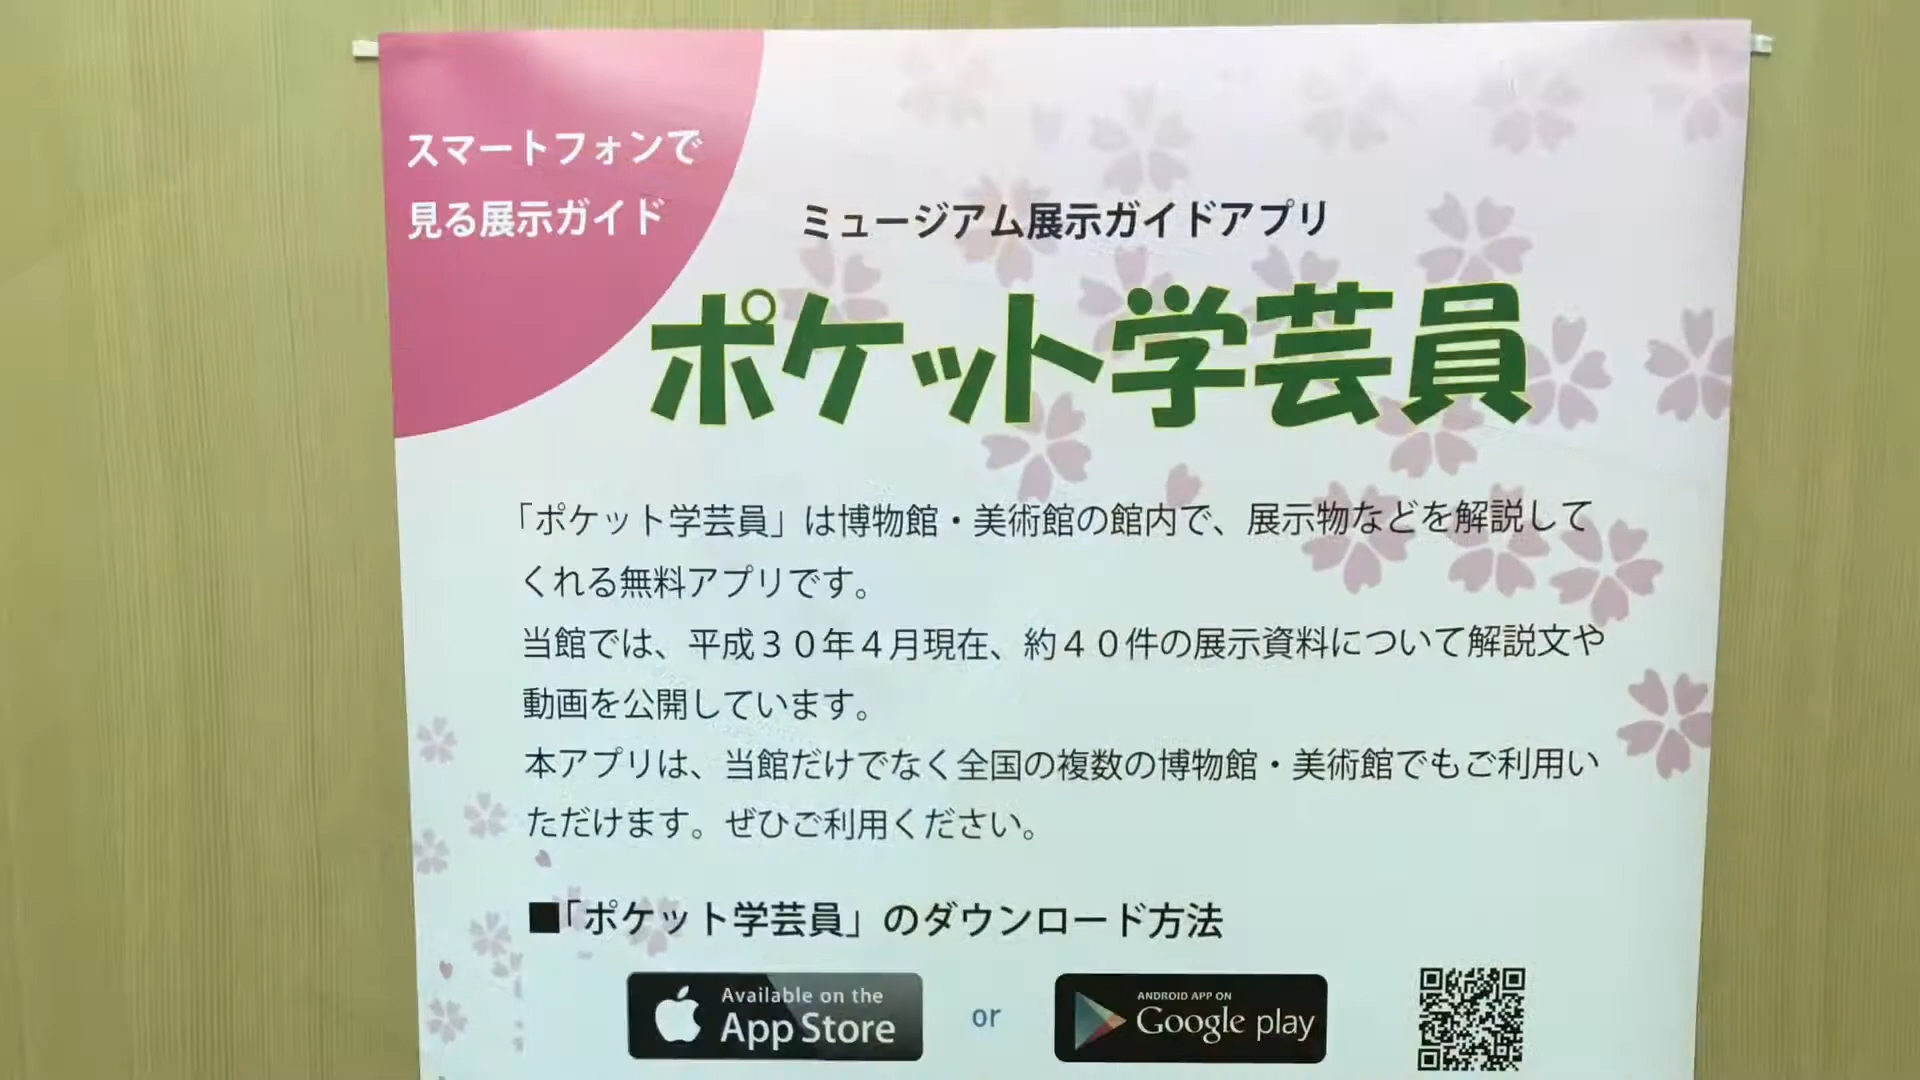 スマートフォンで
見る展示ガイド
ミュージアム展示ガイドアプリ
ポケット学芸員
「ポケット学芸員」は博物館・美術館の館内で、展示物などを解説して
くれる無料アプリです。
当館では、平成３０年４月現在、約４０件の展示資料について解説文や
動画を公開しています。
本アプリは、当館だけでなく全国の複数の博物館・美術館でもご利用い
ただけます。ぜひご利用ください。
■「ポケット学芸員」のダウンロード方法
Available on the
App Store
or
ANDROID APP ON
Google play